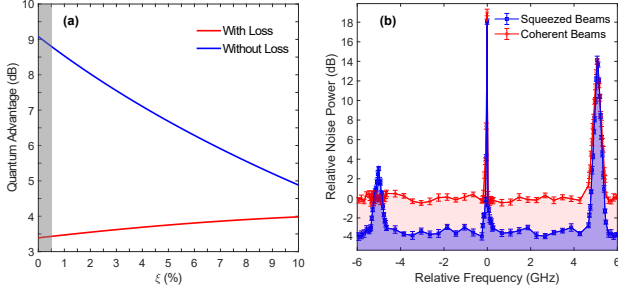 (a)
With Loss
Without Loss
Quantum Advantage (dB)
10
9
8
7
6
5
4
3
0 1 2 3 4 5 6 7 8 9 10
ξ (%)
(b)
Squeezed Beams
Coherent Beams
Relative Noise Power (dB)
18
16
14
12
10
8
6
4
2
0
-2
-4
-6 -4 -2 0 2 4 6
Relative Frequency (GHz)